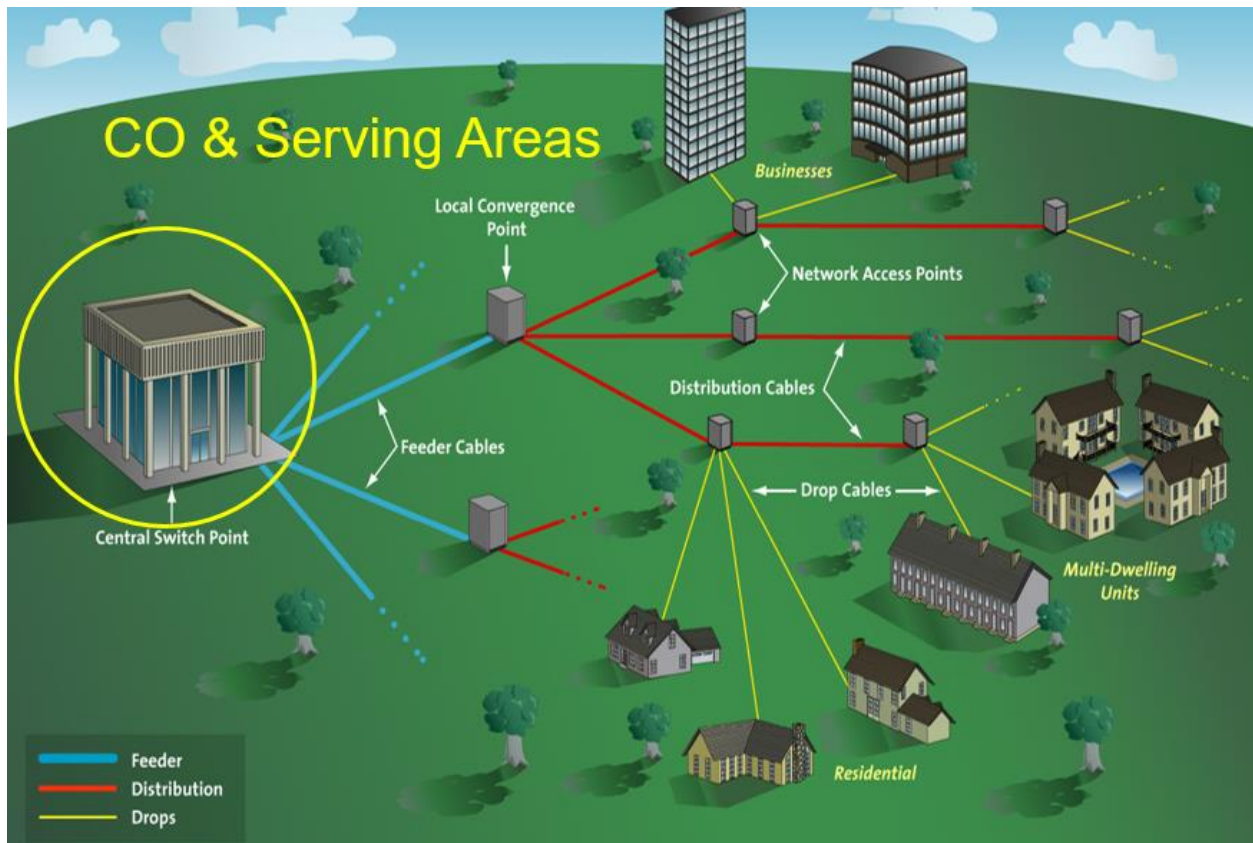 CO & Serving Areas
Businesses
Local Convergence
Point
Network Access Points
Distribution Cables
Feeder Cables
Drop Cables
Central Switch Point
Multi-Dwelling
Units
Residential
Feeder
Distribution
Drops